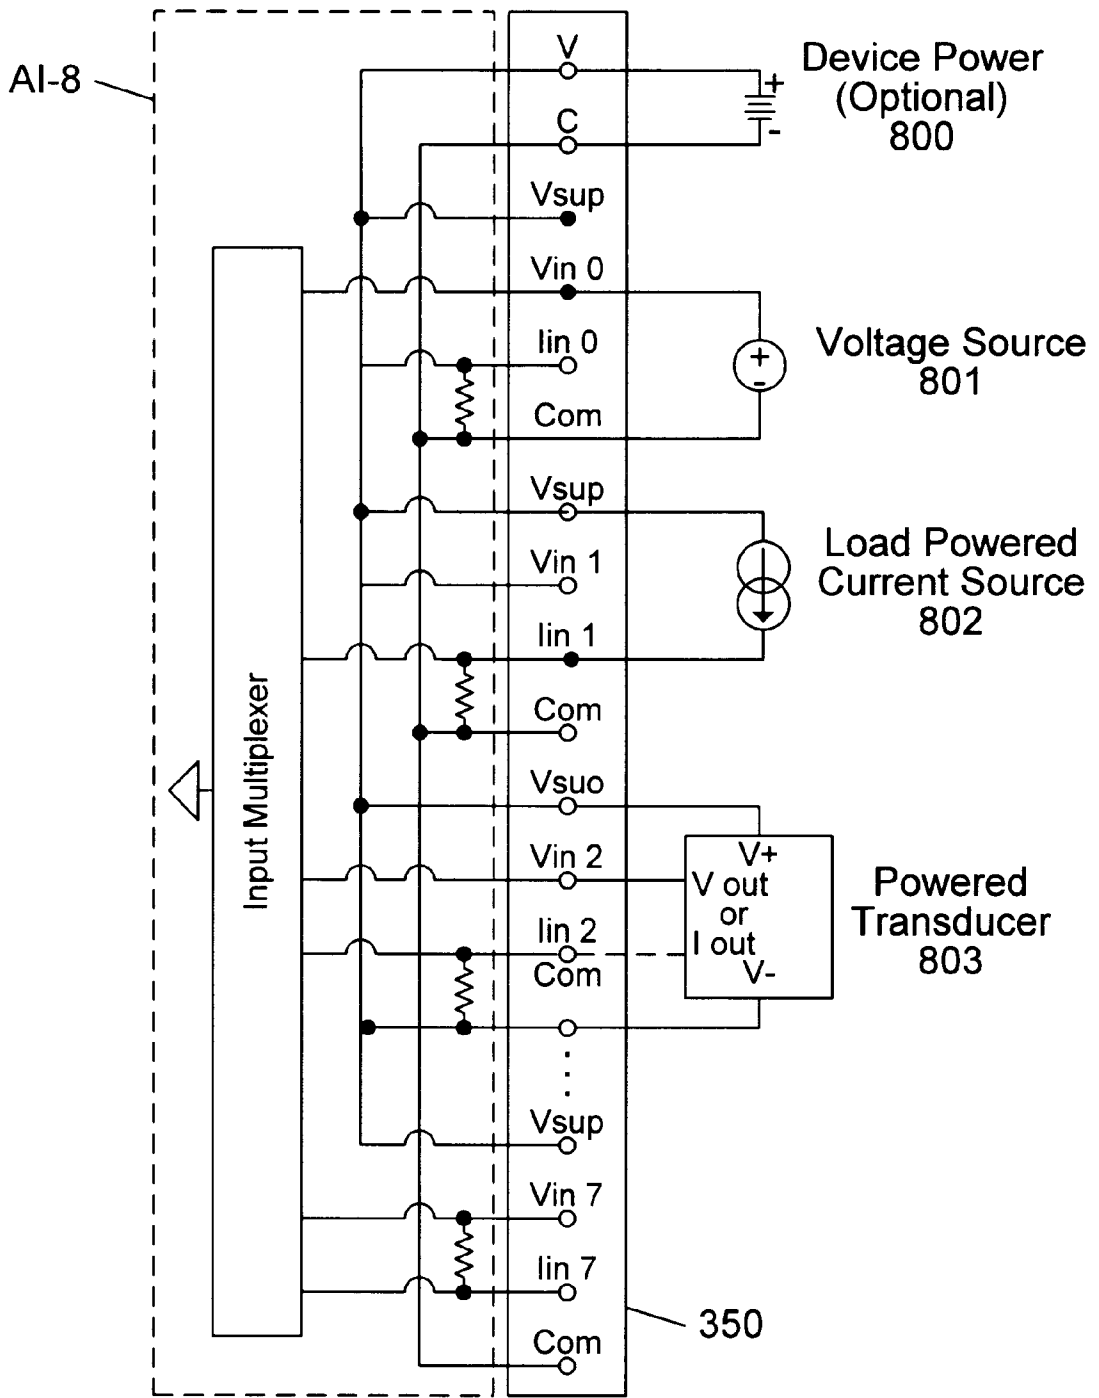 AI-8
V
+
Device Power
(Optional)
800
C
-
Vsup
Vin 0
Iin 0
+
-
Voltage Source
801
Com
Vsup
Load Powered
Current Source
802
Vin 1
Iin 1
Com
Input Multiplexer
Vsuo
V+
Vin 2
V out
or
I out
V-
Powered
Transducer
803
Iin 2
Com
Vsup
Vin 7
Iin 7
350
Com